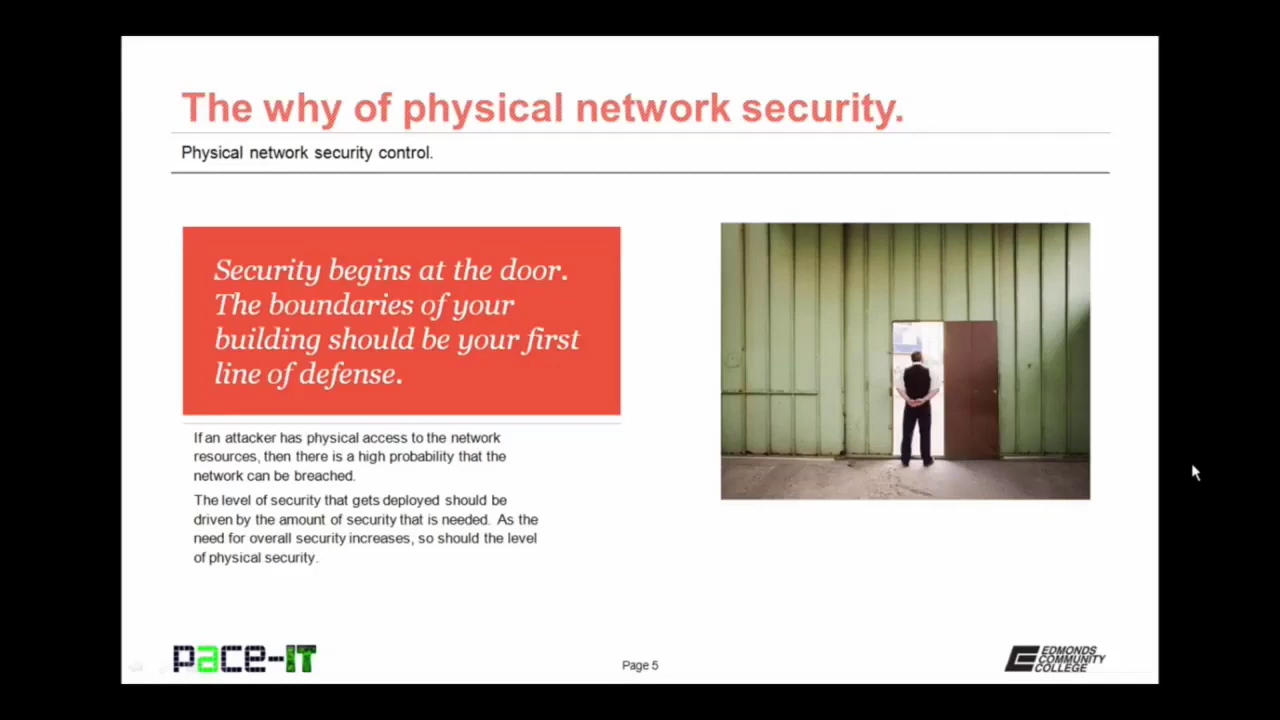 The why of physical network security.
Physical network security control.
Security begins at the door.
The boundaries of your
building should be your first
line of defense.
If an attacker has physical access to the network
resources, then there is a high probability that the
network can be breached.
The level of security that gets deployed should be
driven by the amount of security that is needed. As the
need for overall security increases, so should the level
of physical security.
pace-IT
Page 5
EDMONDS
COMMUNITY
COLLEGE